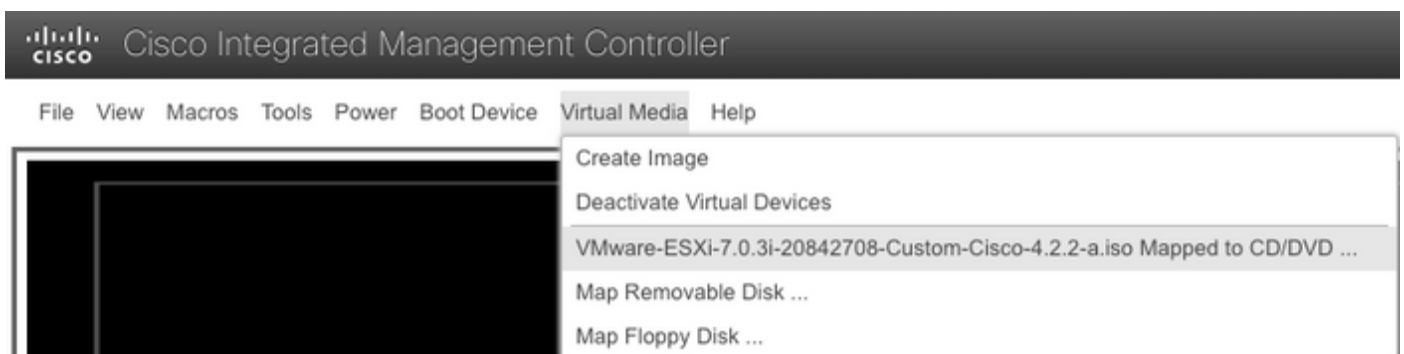 cisco Cisco Integrated Management Controller
File View Macros Tools Power Boot Device Virtual Media Help
Create Image
Deactivate Virtual Devices
VMware-ESXi-7.0.3i-20842708-Custom-Cisco-4.2.2-a.iso Mapped to CD/DVD ...
Map Removable Disk ...
Map Floppy Disk ...